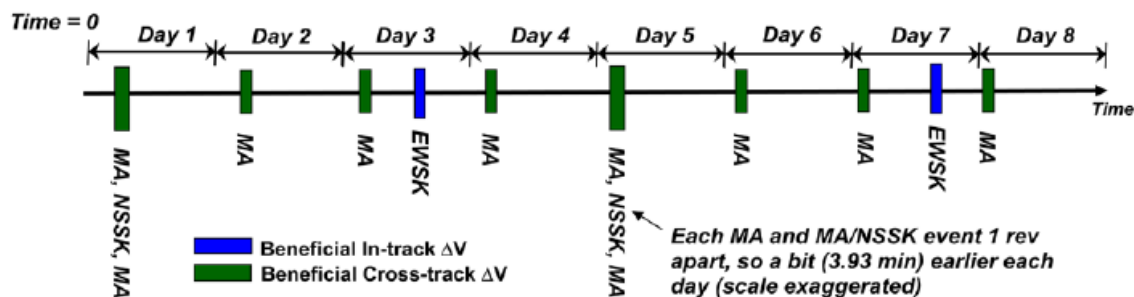 Time = 0
Day 1 Day 2 Day 3 Day 4 Day 5 Day 6 Day 7 Day 8
Time
MA, NSSK, MA
MA
MA
EWSK
MA
MA, NSSK, MA
MA
MA
EWSK
MA
Beneficial In-track ΔV
Beneficial Cross-track ΔV
Each MA and MA/NSSK event 1 rev
apart, so a bit (3.93 min) earlier each
day (scale exaggerated)